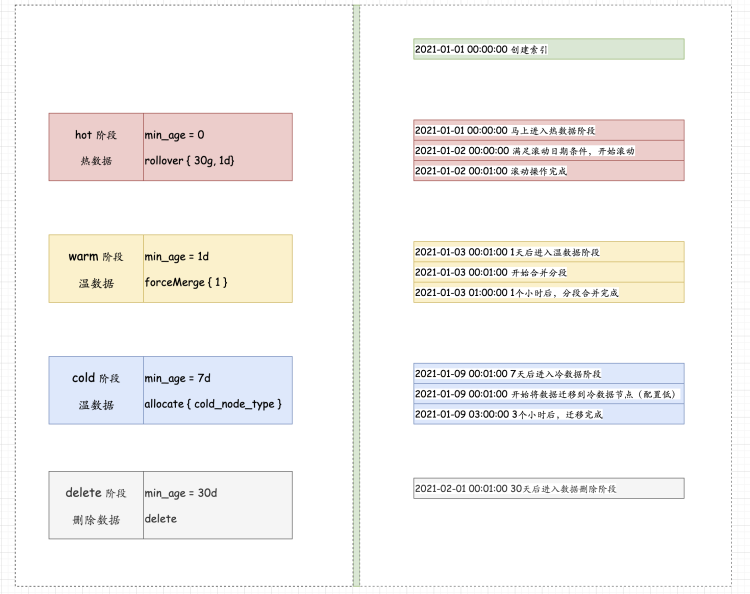 2021-01-01 00:00:00 创建索引
hot 阶段
热数据
min_age = 0
rollover { 30g, 1d}
2021-01-01 00:00:00 马上进入热数据阶段
2021-01-02 00:00:00 满足滚动日期条件，开始滚动
2021-01-02 00:01:00 滚动操作完成
warm 阶段
温数据
min_age = 1d
forceMerge { 1 }
2021-01-03 00:01:00 1天后进入温数据阶段
2021-01-03 00:01:00 开始合并分段
2021-01-03 01:00:00 1个小时后，分段合并完成
cold 阶段
温数据
min_age = 7d
allocate { cold_node_type }
2021-01-09 00:01:00 7天后进入冷数据阶段
2021-01-09 00:01:00 开始将数据迁移到冷数据节点（配置低）
2021-01-09 03:00:00 3个小时后，迁移完成
delete 阶段
删除数据
min_age = 30d
delete
2021-02-01 00:01:00 30天后进入数据删除阶段